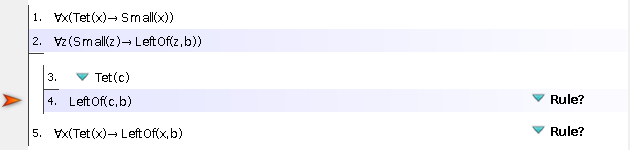 1. ∀x(Tet(x)→ Small(x))
2. ∀z(Small(z)→ LeftOf(z,b))
3. Tet(c)
4. LeftOf(c,b) Rule?
5. ∀x(Tet(x)→ LeftOf(x,b) Rule?